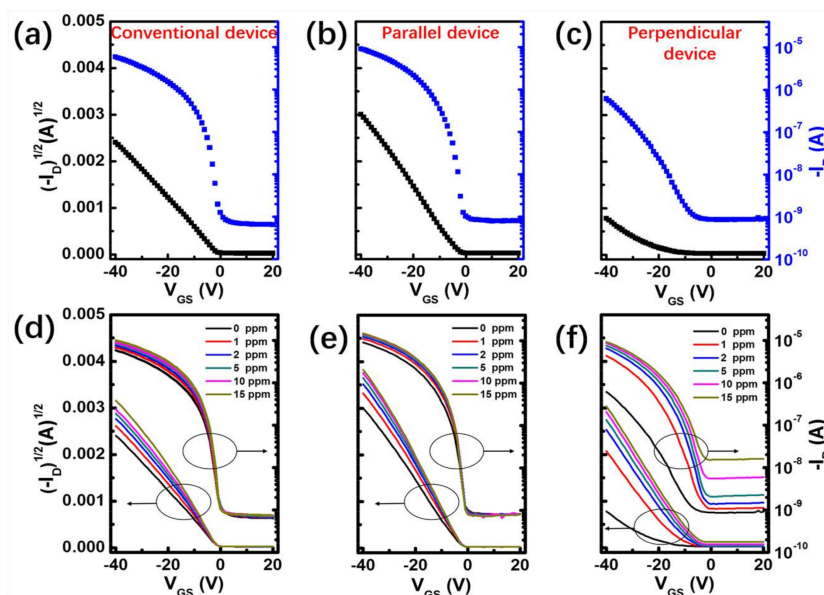 (a)
Conventional device
(b)
Parallel device
(c)
Perpendicular
device
0.005
0.004
0.003
0.002
0.001
0.000
(-I_D)^1/2 (A)^1/2
10^-5
10^-6
10^-7
10^-8
10^-9
10^-10
-I_D (A)
-40 -20 0 20
-40 -20 0 20
-40 -20 0 20
V_GS (V)
V_GS (V)
V_GS (V)
(d)
(e)
(f)
0.005
0.004
0.003
0.002
0.001
0.000
(-I_D)^1/2 (A)^1/2
0 ppm
1 ppm
2 ppm
5 ppm
10 ppm
15 ppm
0 ppm
1 ppm
2 ppm
5 ppm
10 ppm
15 ppm
0 ppm
1 ppm
2 ppm
5 ppm
10 ppm
15 ppm
10^-5
10^-6
10^-7
10^-8
10^-9
10^-10
-I_D (A)
-40 -20 0 20
-40 -20 0 20
-40 -20 0 20
V_GS (V)
V_GS (V)
V_GS (V)